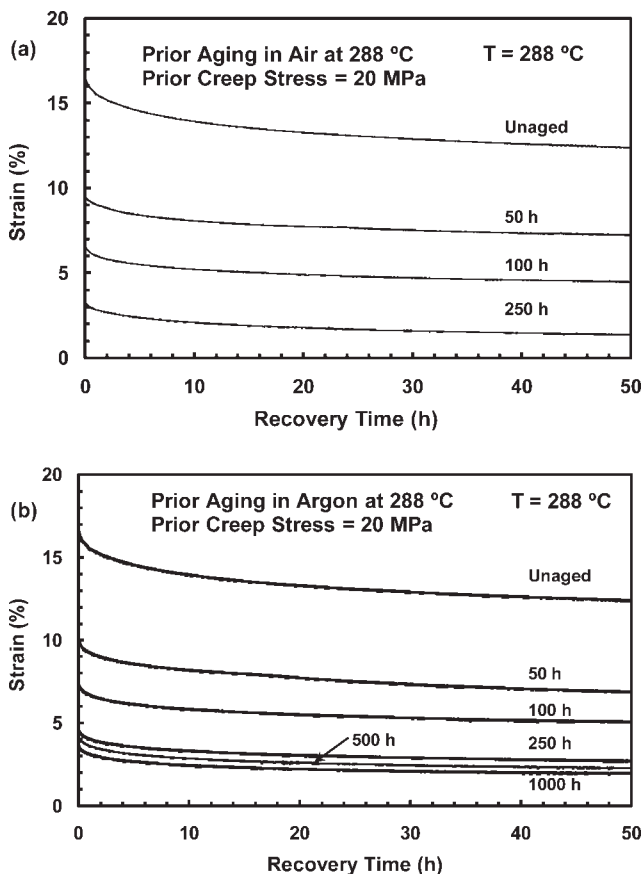 (a)
Prior Aging in Air at 288 ºC T = 288 ºC
Prior Creep Stress = 20 MPa
Unaged
50 h
100 h
250 h
Strain (%)
20
15
10
5
0
0 10 20 30 40 50
Recovery Time (h)
(b)
Prior Aging in Argon at 288 ºC T = 288 ºC
Prior Creep Stress = 20 MPa
Unaged
50 h
100 h
500 h
250 h
1000 h
Strain (%)
20
15
10
5
0
0 10 20 30 40 50
Recovery Time (h)